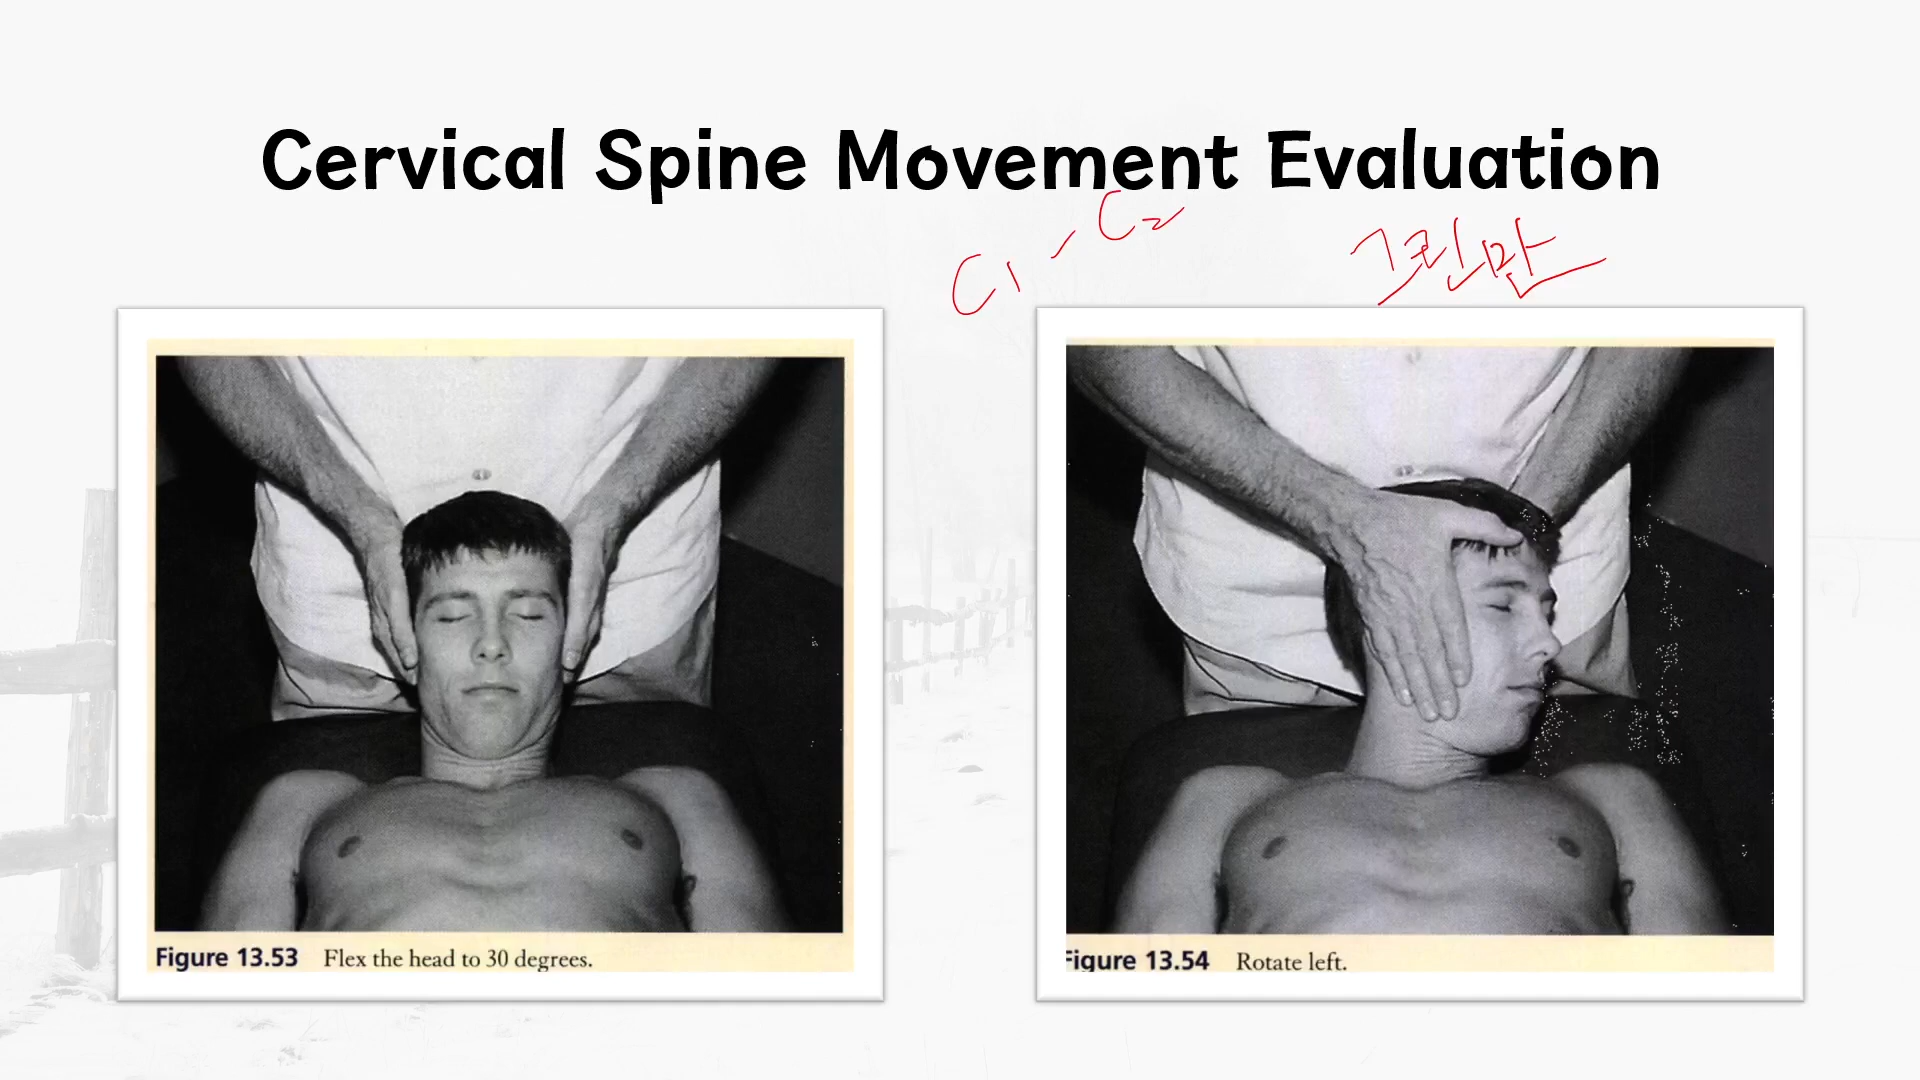 Cervical Spine Movement Evaluation
C1 - C2
그린만
Figure 13.53 Flex the head to 30 degrees.
Figure 13.54 Rotate left.